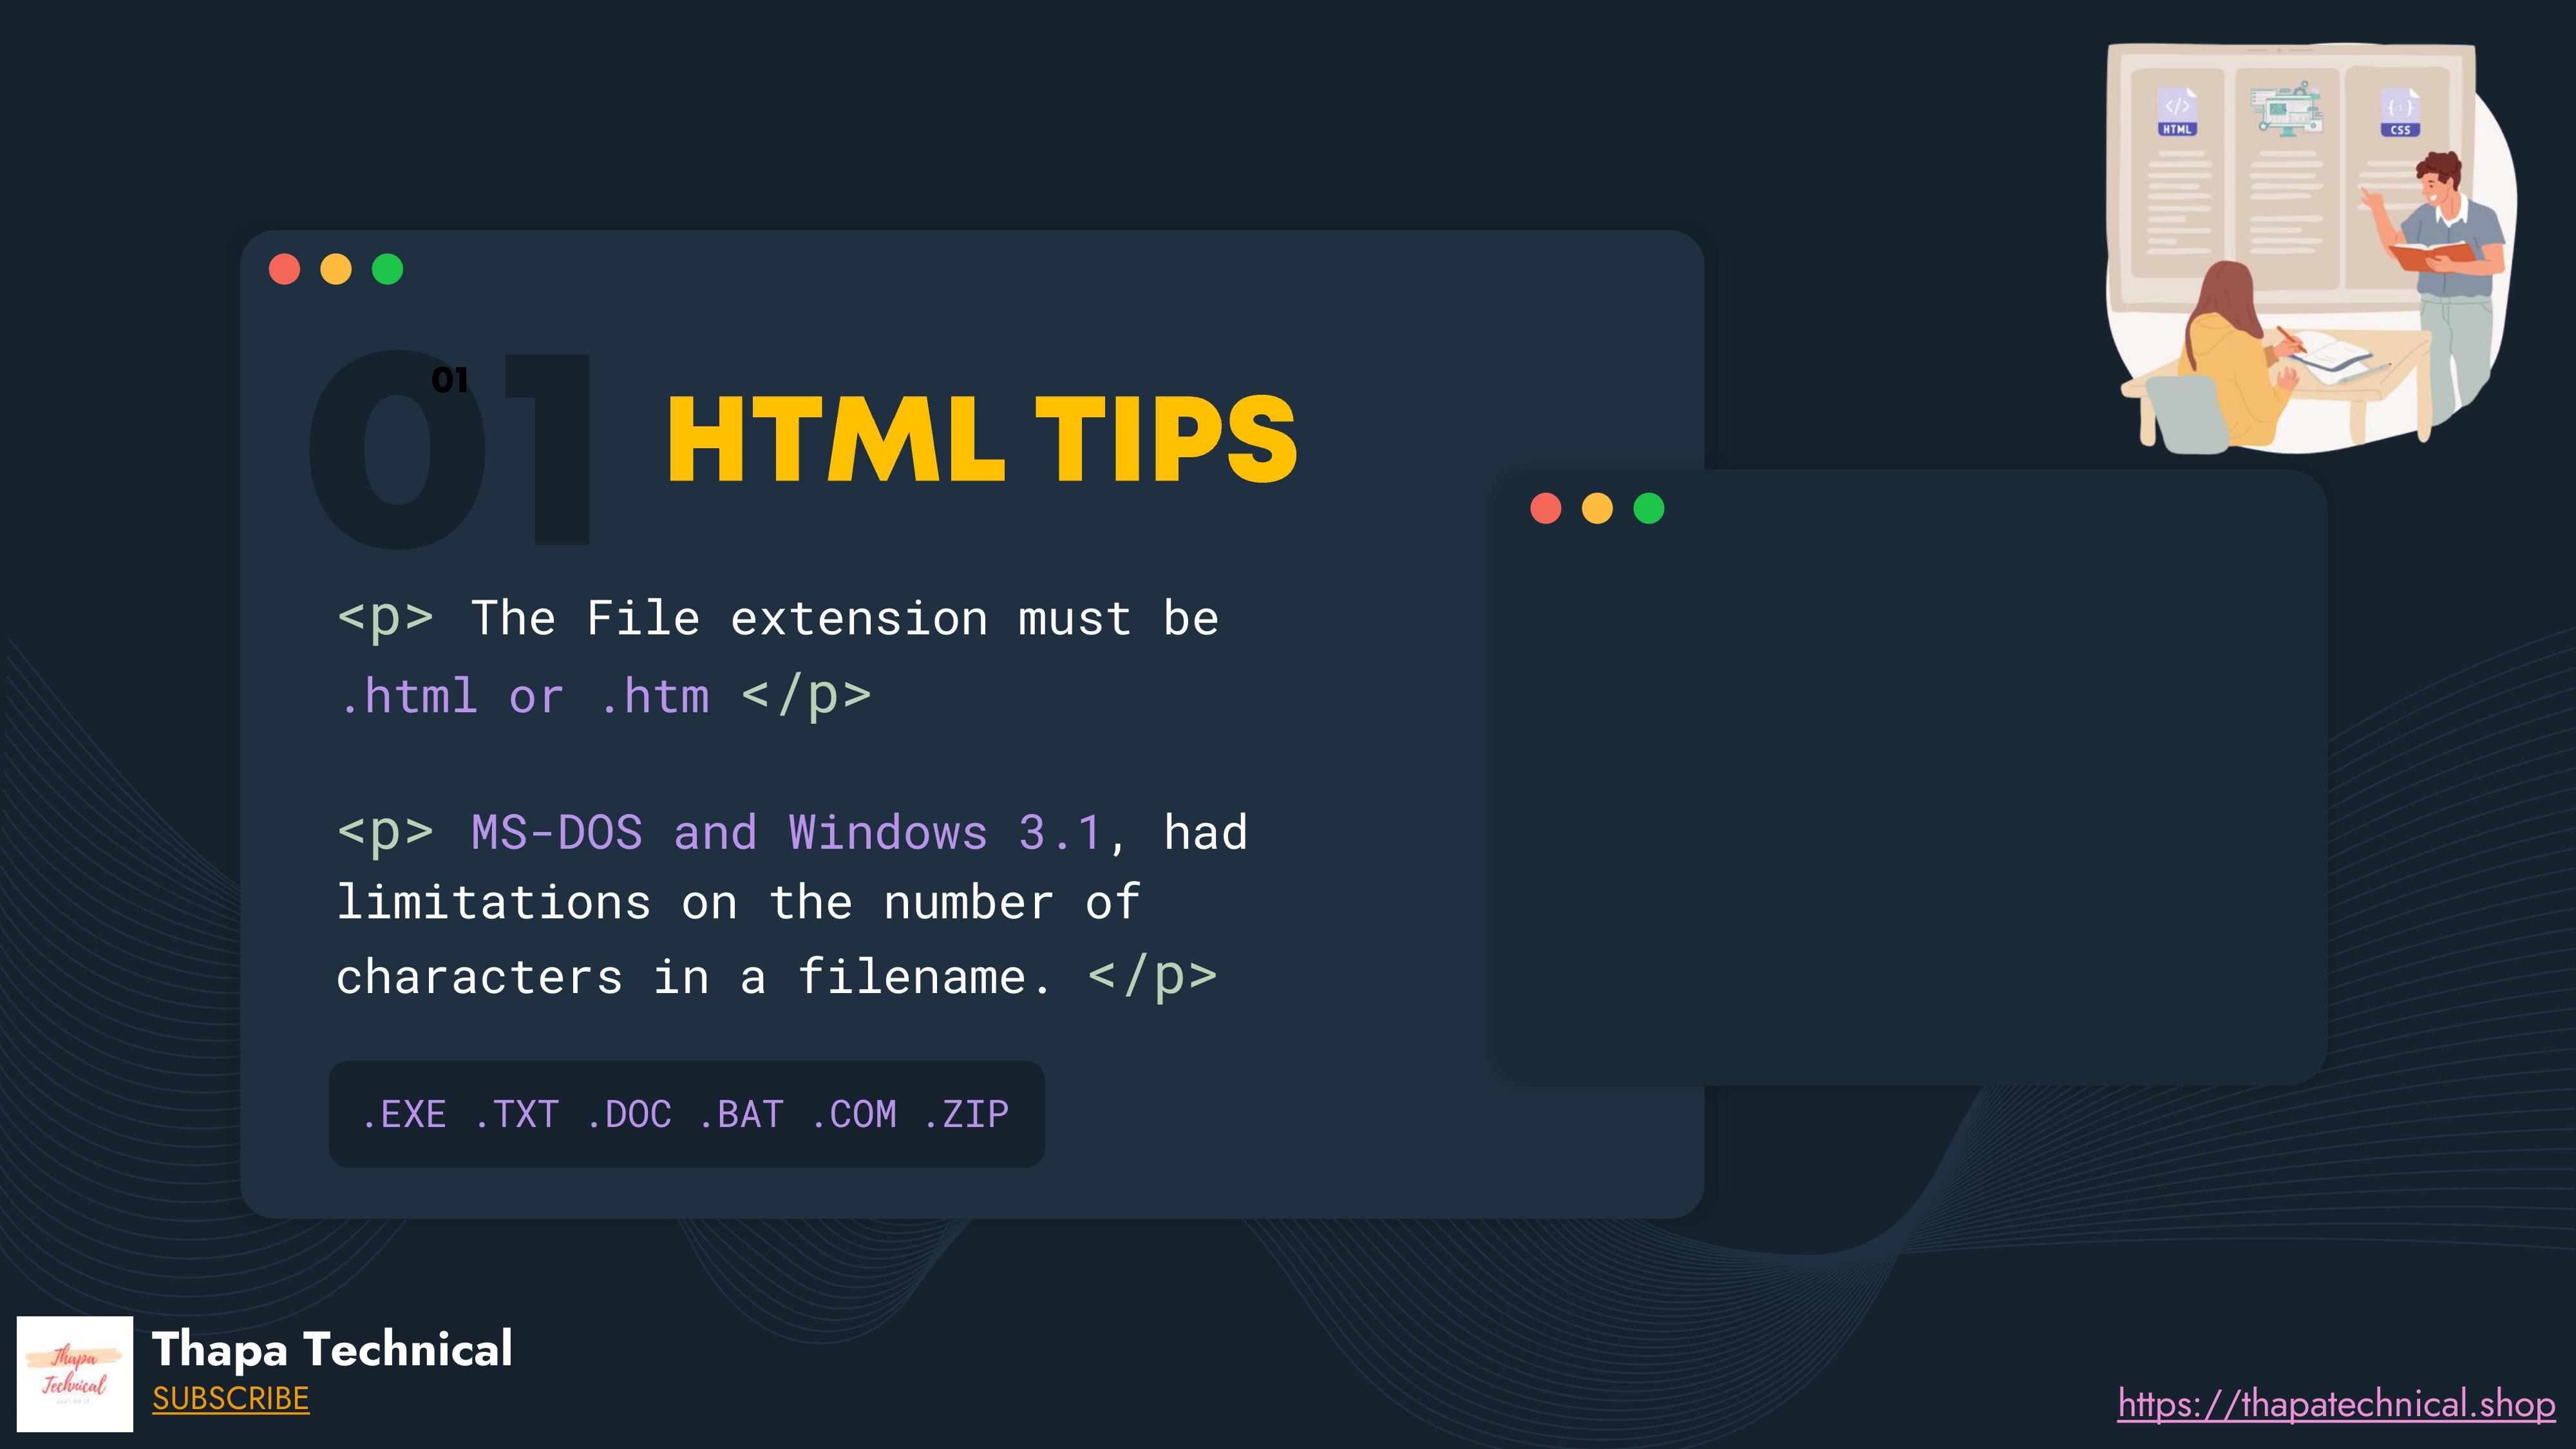 HTML
CSS
01
01
HTML TIPS
<p> The File extension must be
.html or .htm </p>
<p> MS-DOS and Windows 3.1, had
limitations on the number of
characters in a filename. </p>
.EXE .TXT .DOC .BAT .COM .ZIP
Thapa
Technical
Thapa Technical
SUBSCRIBE
https://thapatechnical.shop